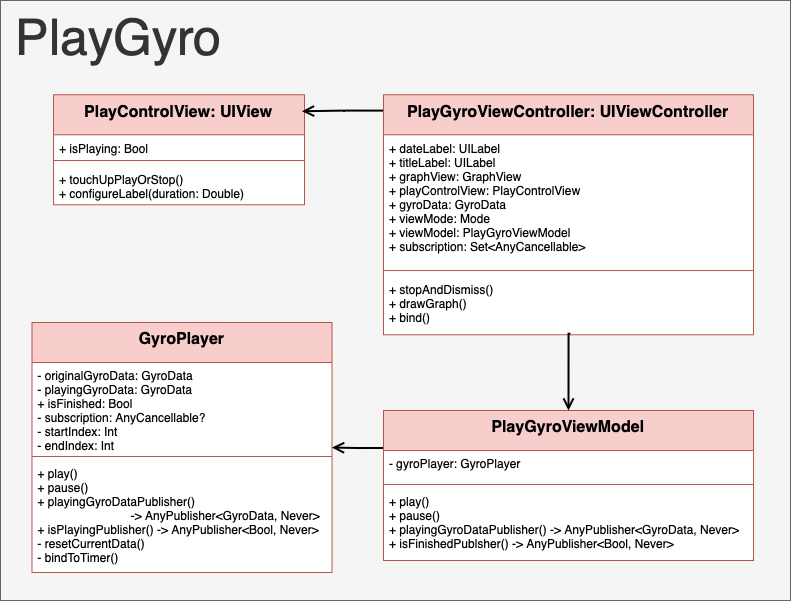 PlayGyro
PlayControlView: UIView
+ isPlaying: Bool
+ touchUpPlayOrStop()
+ configureLabel(duration: Double)
PlayGyroViewController: UIViewController
+ dateLabel: UILabel
+ titleLabel: UILabel
+ graphView: GraphView
+ playControlView: PlayControlView
+ gyroData: GyroData
+ viewMode: Mode
+ viewModel: PlayGyroViewModel
+ subscription: Set<AnyCancellable>
+ stopAndDismiss()
+ drawGraph()
+ bind()
GyroPlayer
- originalGyroData: GyroData
- playingGyroData: GyroData
+ isFinished: Bool
- subscription: AnyCancellable?
- startIndex: Int
- endIndex: Int
+ play()
+ pause()
+ playingGyroDataPublisher()
-> AnyPublisher<GyroData, Never>
+ isPlayingPublisher() -> AnyPublisher<Bool, Never>
- resetCurrentData()
- bindToTimer()
PlayGyroViewModel
- gyroPlayer: GyroPlayer
+ play()
+ pause()
+ playingGyroDataPublisher() -> AnyPublisher<GyroData, Never>
+ isFinishedPublsher() -> AnyPublisher<Bool, Never>